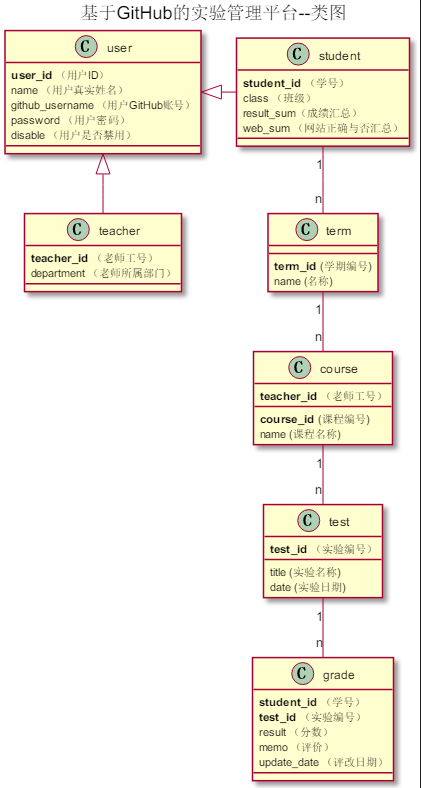 基于GitHub的实验管理平台--类图
C user
user_id （用户ID）
name （用户真实姓名）
github_username （用户GitHub账号）
password （用户密码）
disable （用户是否禁用）
C student
student_id （学号）
class （班级）
result_sum（成绩汇总）
web_sum （网站正确与否汇总）
C teacher
teacher_id （老师工号）
department （老师所属部门）
1
n
C term
term_id (学期编号)
name (名称)
1
n
C course
teacher_id （老师工号）
course_id (课程编号)
name (课程名称)
1
n
C test
test_id （实验编号）
title (实验名称)
date (实验日期)
1
n
C grade
student_id （学号）
test_id （实验编号）
result （分数）
memo （评价）
update_date （评改日期）